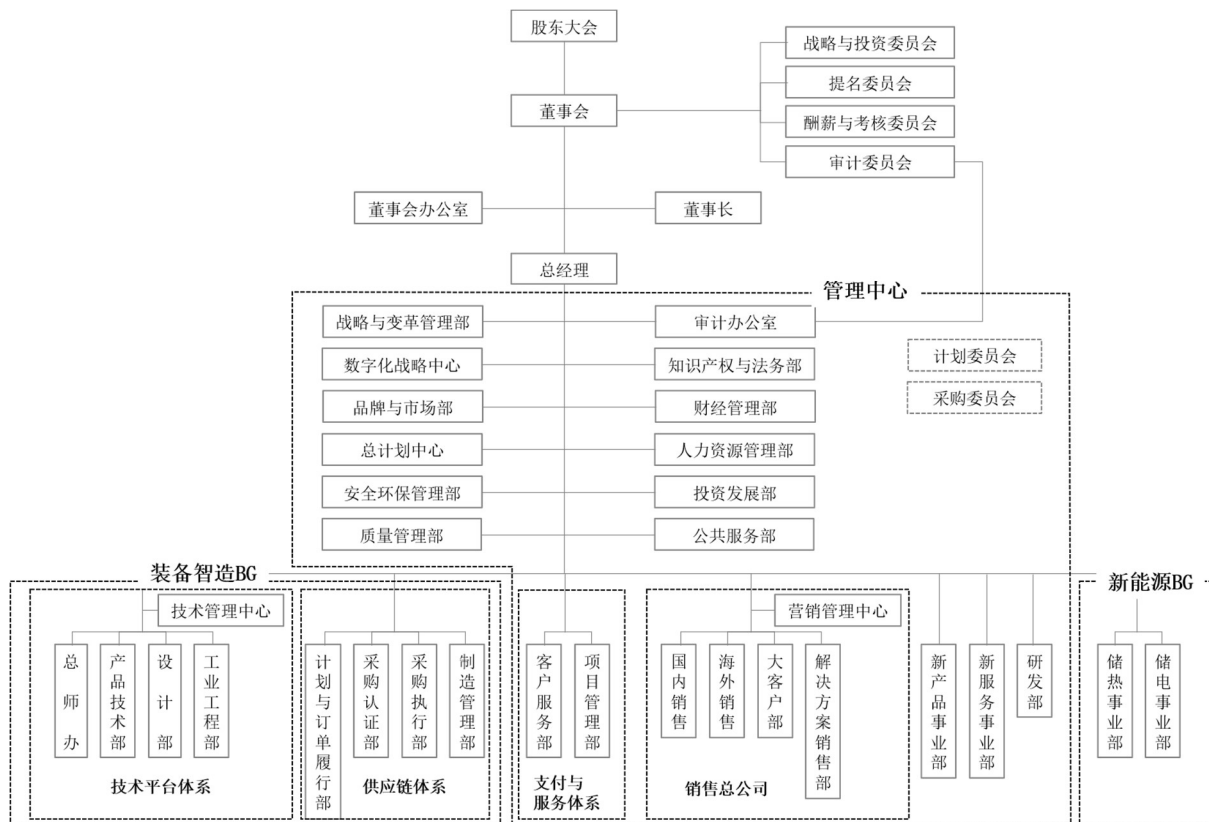 股东大会
战略与投资委员会
提名委员会
董事会
酬薪与考核委员会
审计委员会
董事会办公室
董事长
总经理
管理中心
战略与变革管理部
审计办公室
数字化战略中心
知识产权与法务部
计划委员会
品牌与市场部
财经管理部
采购委员会
总计划中心
人力资源管理部
安全环保管理部
投资发展部
质量管理部
公共服务部
装备智造BG
新能源BG
技术管理中心
营销管理中心
总师办
产品技术部
设计部
工业工程部
计划与订单履行部
采购认证部
采购执行部
制造管理部
客户服务部
项目管理部
国内销售
海外销售
大客户部
解决方案销售部
新产品事业部
新服务事业部
研发部
储热事业部
储电事业部
技术平台体系
供应链体系
支付与
服务体系
销售总公司